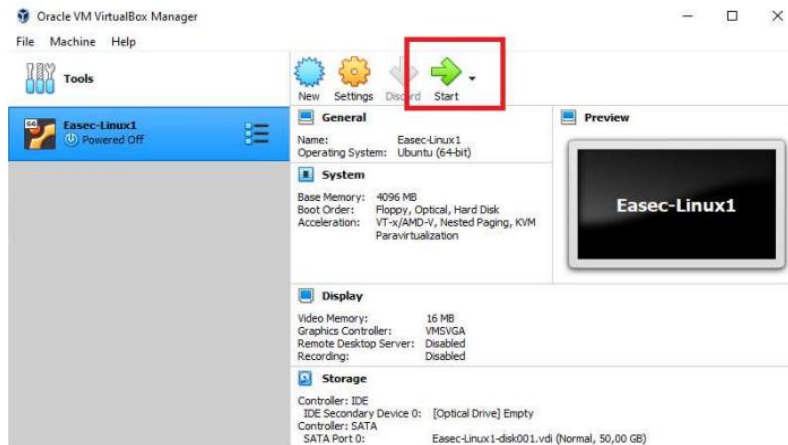 Oracle VM VirtualBox Manager
File Machine Help
Tools
New Settings Discard Start
64
Easec-Linux1
Powered Off
General
Name: Easec-Linux1
Operating System: Ubuntu (64-bit)
System
Base Memory: 4096 MB
Boot Order: Floppy, Optical, Hard Disk
Acceleration: VT-x/AMD-V, Nested Paging, KVM
Paravirtualization
Preview
Easec-Linux1
Display
Video Memory: 16 MB
Graphics Controller: VMSVGA
Remote Desktop Server: Disabled
Recording: Disabled
Storage
Controller: IDE
IDE Secondary Device 0: [Optical Drive] Empty
Controller: SATA
SATA Port 0: Easec-Linux1-disk001.vdi (Normal, 50,00 GB)